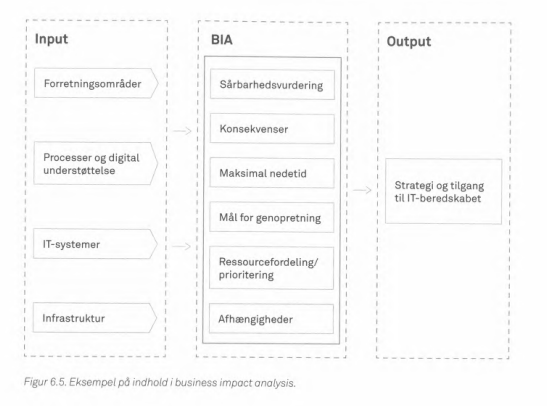 Input
Forretningsområder
Processer og digital
understøttelse
IT-systemer
Infrastruktur
BIA
Sårbarhedsvurdering
Konsekvenser
Maksimal nedetid
Mål for genopretning
Ressourcefordeling/
prioritering
Afhængigheder
Output
Strategi og tilgang
til IT-beredskabet
Figur 6.5. Eksempel på indhold i business impact analysis.